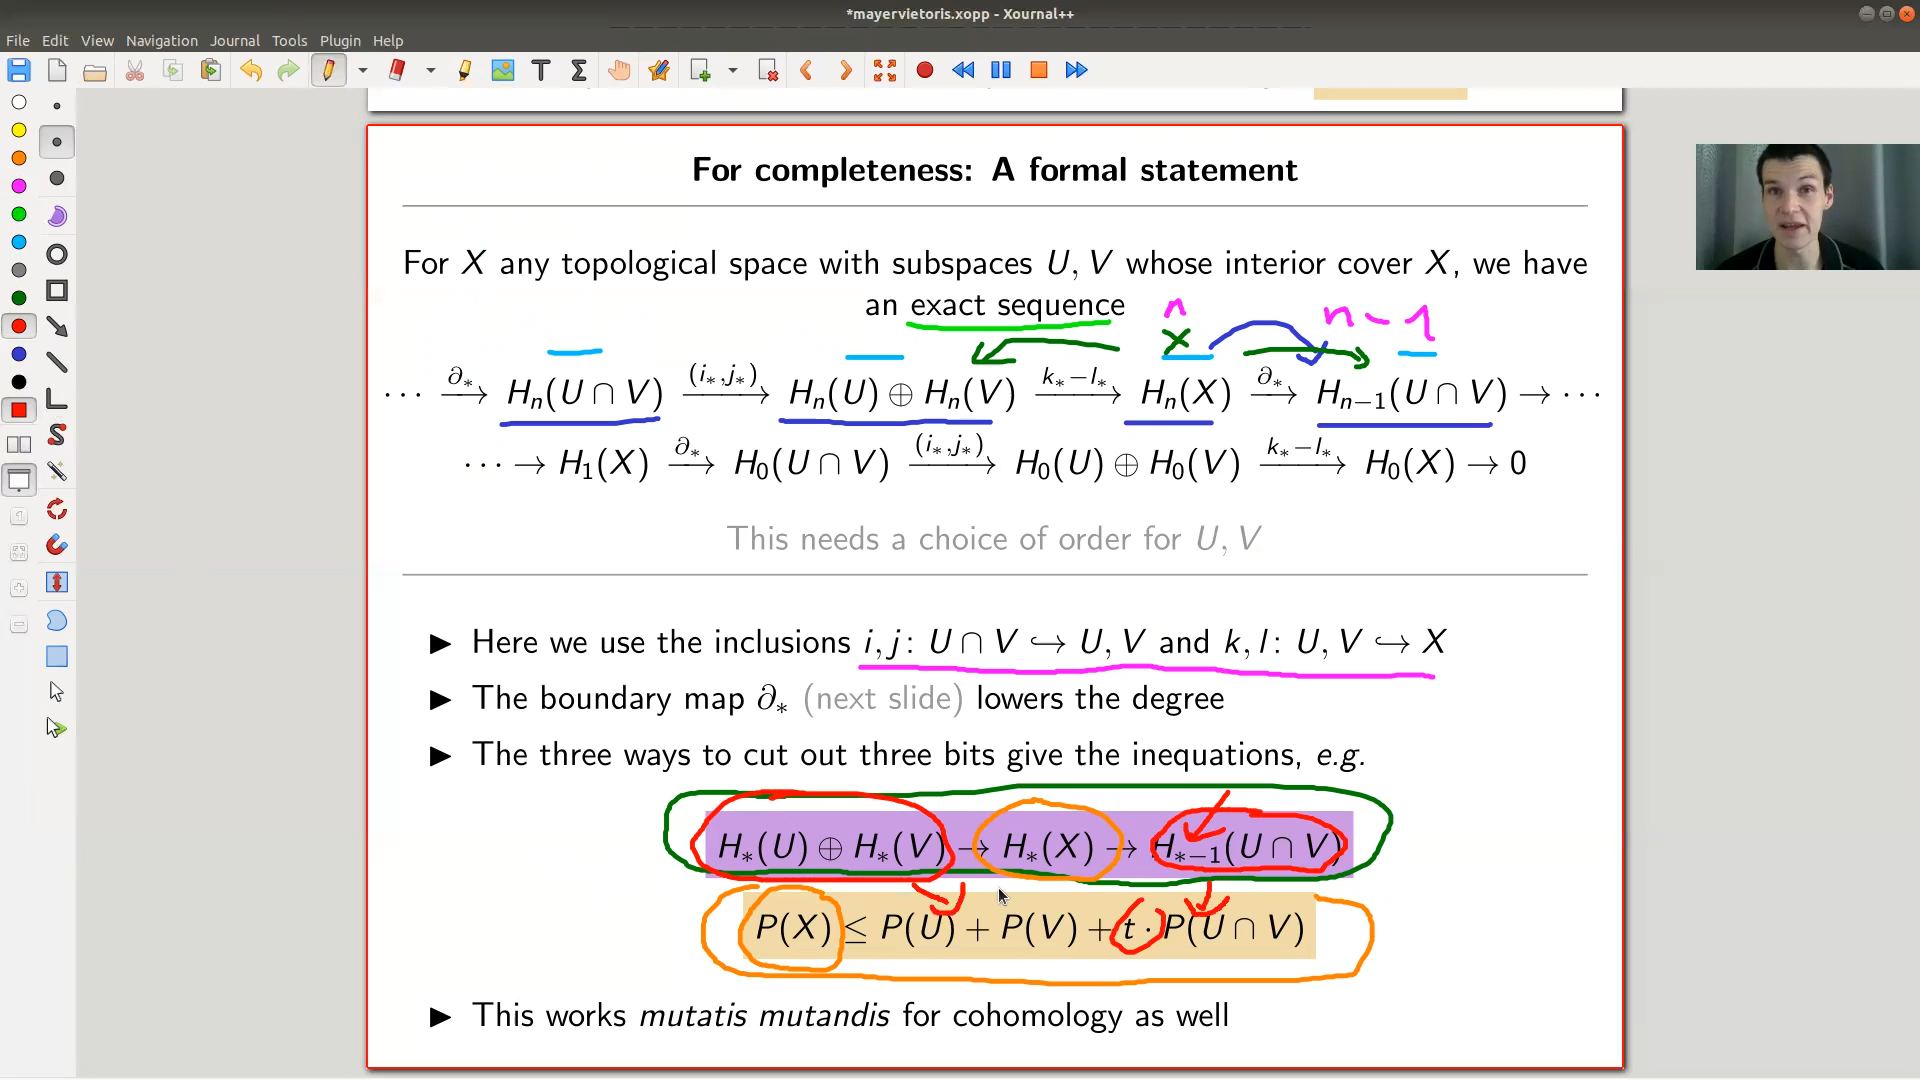 *mayervietoris.xopp - Xournal++
File Edit View Navigation Journal Tools Plugin Help
For completeness: A formal statement
For X any topological space with subspaces U, V whose interior cover X, we have
an exact sequence
n
n - 1
x
··· —∂∗→ Hₙ(U ∩ V) —(i∗,j∗)→ Hₙ(U) ⊕ Hₙ(V) —k∗−l∗→ Hₙ(X) —∂∗→ Hₙ₋₁(U ∩ V) → ···
··· → H₁(X) —∂∗→ H₀(U ∩ V) —(i∗,j∗)→ H₀(U) ⊕ H₀(V) —k∗−l∗→ H₀(X) → 0
This needs a choice of order for U, V
▶ Here we use the inclusions i, j: U ∩ V ↪ U, V and k, l: U, V ↪ X
▶ The boundary map ∂∗ (next slide) lowers the degree
▶ The three ways to cut out three bits give the inequations, e.g.
H∗(U) ⊕ H∗(V) → H∗(X) → H∗₋₁(U ∩ V)
P(X) ≤ P(U) + P(V) + t · P(U ∩ V)
▶ This works mutatis mutandis for cohomology as well